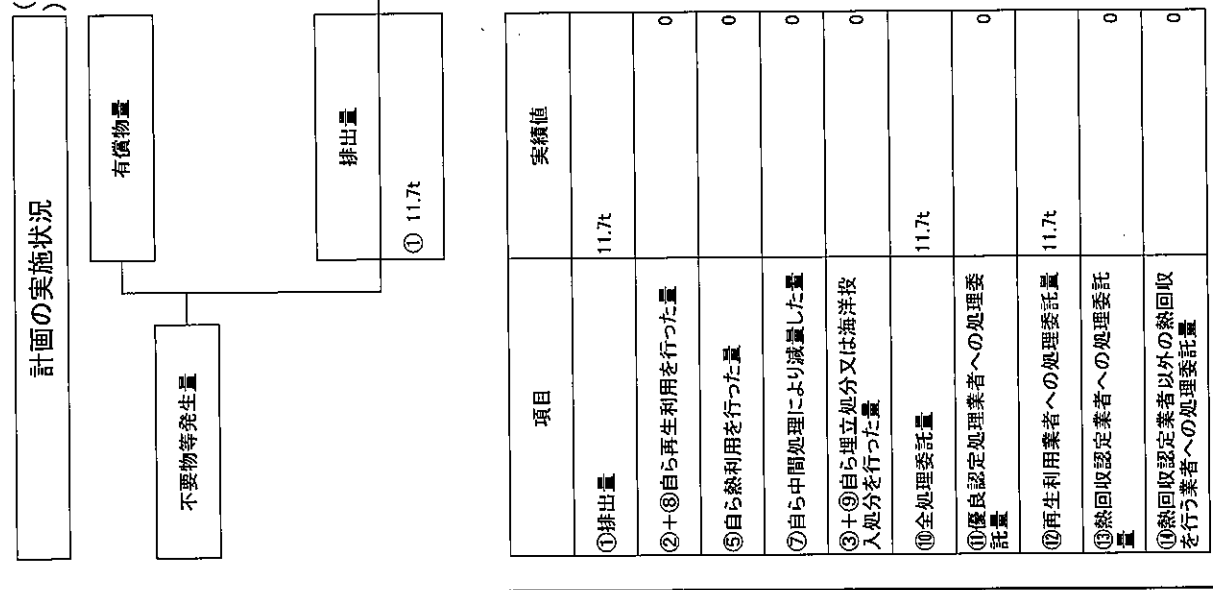 計画の実施状況
有償物量
不要物等発生量
排出量
① 11.7t
項目 実績値
①排出量 11.7t
②+⑧自ら再生利用を行った量 0
⑤自ら熱利用を行った量 0
⑦自ら中間処理により減量した量 0
③+⑨自ら埋立処分又は海洋投
入処分を行った量 0
⑩全処理委託量 11.7t
⑪優良認定処理業者への処理委
託量 0
⑫再生利用業者への処理委託量 11.7t
⑬熱回収認定業者への処理委託
量 0
⑭熱回収認定業者以外の熱回収
を行う業者への処理委託量 0